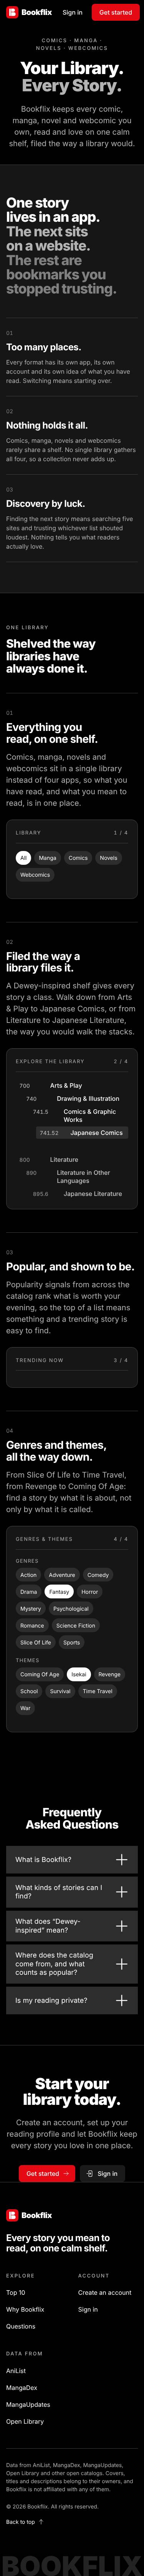 Bookflix Sign in Get started
COMICS · MANGA ·
NOVELS · WEBCOMICS
Your Library.
Every Story.
Bookflix keeps every comic,
manga, novel and webcomic you
own, read and love on one calm
shelf, filed the way a library would.
One story
lives in an app.
The next sits
on a website.
The rest are
bookmarks you
stopped trusting.
01
Too many places.
Every format has its own app, its own
account and its own idea of what you have
read. Switching means starting over.
02
Nothing holds it all.
Comics, manga, novels and webcomics
rarely share a shelf. No single library gathers
all four, so a collection never adds up.
03
Discovery by luck.
Finding the next story means searching five
sites and trusting whichever list shouted
loudest. Nothing tells you what readers
actually love.
ONE LIBRARY
Shelved the way
libraries have
always done it.
01
Everything you
read, on one shelf.
Comics, manga, novels and
webcomics sit in a single library
instead of four apps, so what you
have read, and what you mean to
read, is in one place.
LIBRARY 1 / 4
All Manga Comics Novels
Webcomics
02
Filed the way a
library files it.
A Dewey-inspired shelf gives every
story a class. Walk down from Arts
& Play to Japanese Comics, or from
Literature to Japanese Literature,
the way you would walk the stacks.
EXPLORE THE LIBRARY 2 / 4
700 Arts & Play
740 Drawing & Illustration
741.5 Comics & Graphic
Works
741.52 Japanese Comics
800 Literature
890 Literature in Other
Languages
895.6 Japanese Literature
03
Popular, and shown to be.
Popularity signals from across the
catalog rank what is worth your
evening, so the top of a list means
something and a trending story is
easy to find.
TRENDING NOW 3 / 4
04
Genres and themes,
all the way down.
From Slice Of Life to Time Travel,
from Revenge to Coming Of Age:
find a story by what it is about, not
only by what it is called.
GENRES & THEMES 4 / 4
GENRES
Action Adventure Comedy
Drama Fantasy Horror
Mystery Psychological
Romance Science Fiction
Slice Of Life Sports
THEMES
Coming Of Age Isekai Revenge
School Survival Time Travel
War
Frequently
Asked Questions
What is Bookflix?
What kinds of stories can I
find?
What does “Dewey-
inspired” mean?
Where does the catalog
come from, and what
counts as popular?
Is my reading private?
Start your
library today.
Create an account, set up your
reading profile and let Bookflix keep
every story you love in one place.
Get started → Sign in
Bookflix
Every story you mean to
read, on one calm shelf.
EXPLORE ACCOUNT
Top 10 Create an account
Why Bookflix Sign in
Questions
DATA FROM
AniList
MangaDex
MangaUpdates
Open Library
Data from AniList, MangaDex, MangaUpdates,
Open Library and other open catalogs. Covers,
titles and descriptions belong to their owners, and
Bookflix is not affiliated with any of them.
© 2026 Bookflix. All rights reserved.
Back to top ↑
BOOKFLIX